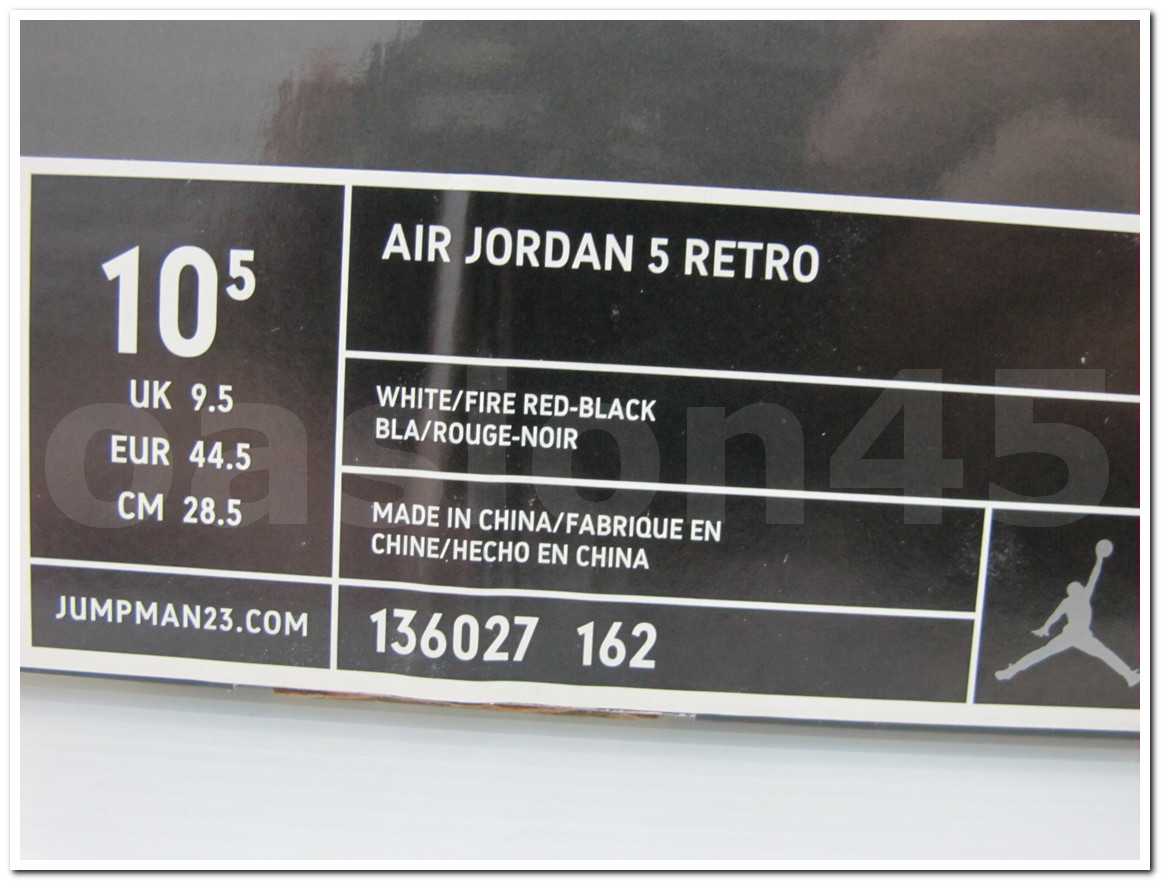 10⁵
UK 9.5
EUR 44.5
CM 28.5
JUMPMAN23.COM
AIR JORDAN 5 RETRO
WHITE/FIRE RED-BLACK
BLA/ROUGE-NOIR
MADE IN CHINA/FABRIQUE EN
CHINE/HECHO EN CHINA
136027 162
oasion45